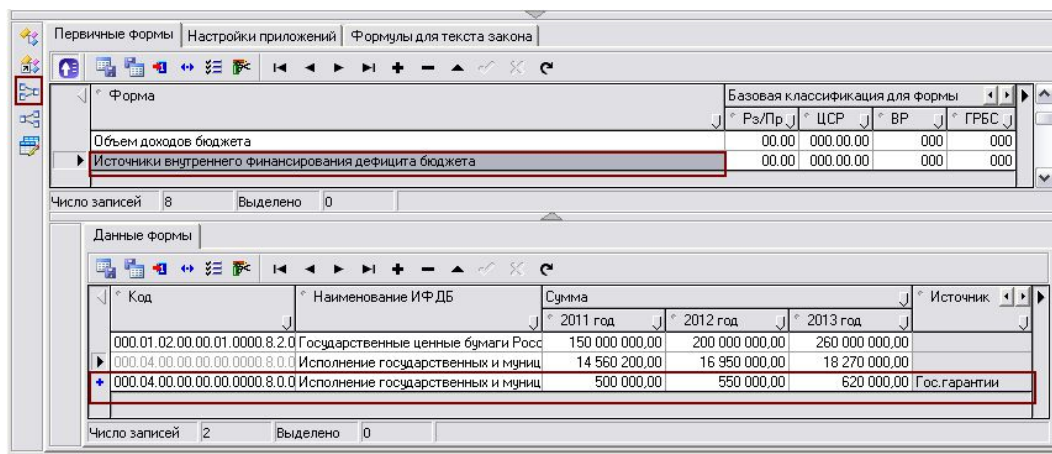 Первичные формы Настройки приложений Формулы для текста закона
Форма Базовая классификация для формы
Рз/Пр ЦСР ВР ГРБС
Объем доходов бюджета 00.00 000.00.00 000 000
Источники внутреннего финансирования дефицита бюджета 00.00 000.00.00 000 000
Число записей 8 Выделено 0
Данные формы
Код Наименование ИФДБ Сумма Источник
2011 год 2012 год 2013 год
000.01.02.00.00.01.0000.8.2.0 Государственные ценные бумаги Росс 150 000 000,00 200 000 000,00 260 000 000,00
000.04.00.00.00.00.0000.8.0.0 Исполнение государственных и муниц 14 560 200,00 16 950 000,00 18 270 000,00
000.04.00.00.00.00.0000.8.0.0 Исполнение государственных и муниц 500 000,00 550 000,00 620 000,00 Гос.гарантии
Число записей 2 Выделено 0